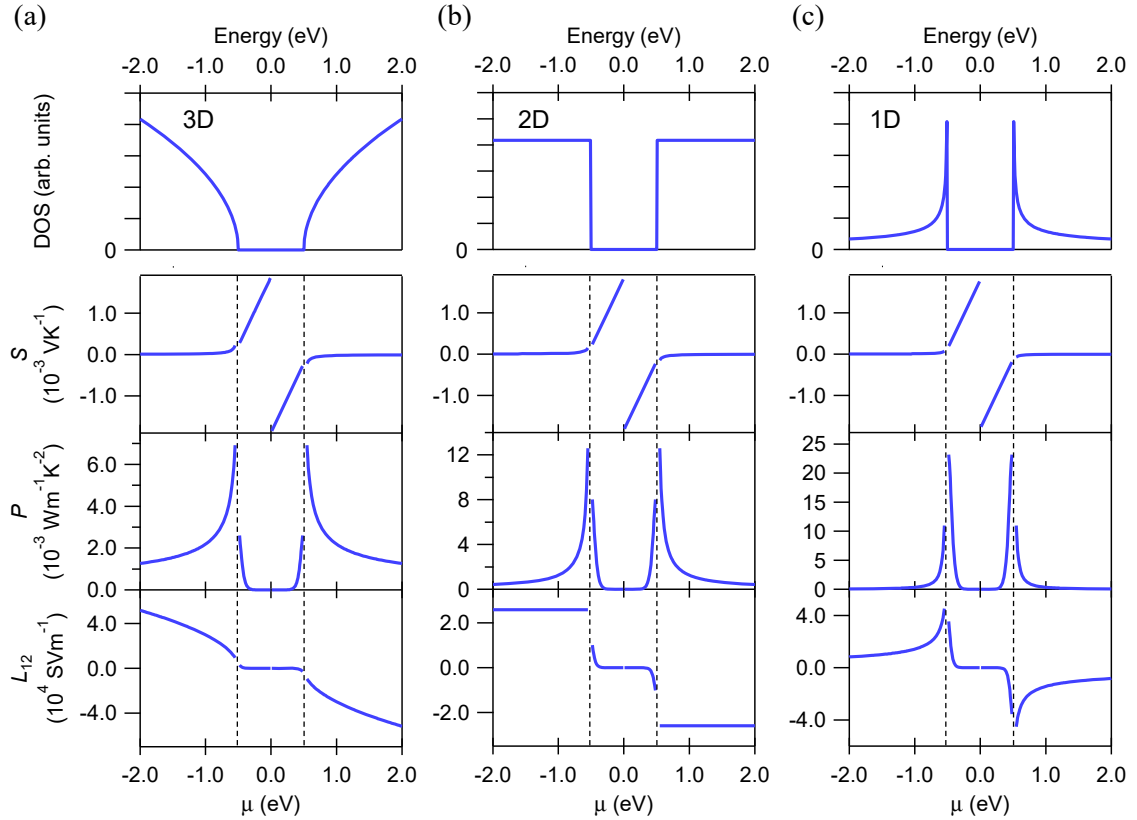 (a) (b) (c)
Energy (eV) Energy (eV) Energy (eV)
-2.0 -1.0 0.0 1.0 2.0 -2.0 -1.0 0.0 1.0 2.0 -2.0 -1.0 0.0 1.0 2.0
3D 2D 1D
DOS (arb. units)
0 0 0
S
(10⁻³ VK⁻¹)
1.0 1.0 1.0
0.0 0.0 0.0
-1.0 -1.0 -1.0
P
(10⁻³ Wm⁻¹K⁻²)
6.0
4.0
2.0
0.0
12
8
4
0
25
20
15
10
5
0
L₁₂
(10⁴ SVm⁻¹)
4.0
0.0
-4.0
2.0
0.0
-2.0
4.0
0.0
-4.0
-2.0 -1.0 0.0 1.0 2.0 -2.0 -1.0 0.0 1.0 2.0 -2.0 -1.0 0.0 1.0 2.0
μ (eV) μ (eV) μ (eV)